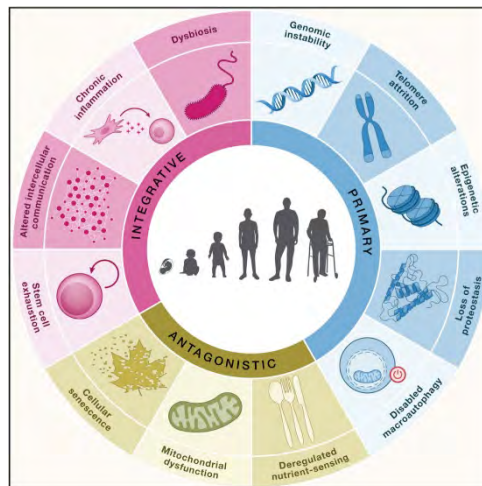 Genomic
instability
Telomere
attrition
Epigenetic
alterations
Loss of
proteostasis
Disabled
macroautophagy
Deregulated
nutrient-sensing
Mitochondrial
dysfunction
Cellular
senescence
Stem cell
exhaustion
Altered intercellular
communication
Chronic
inflammation
Dysbiosis
PRIMARY
ANTAGONISTIC
INTEGRATIVE